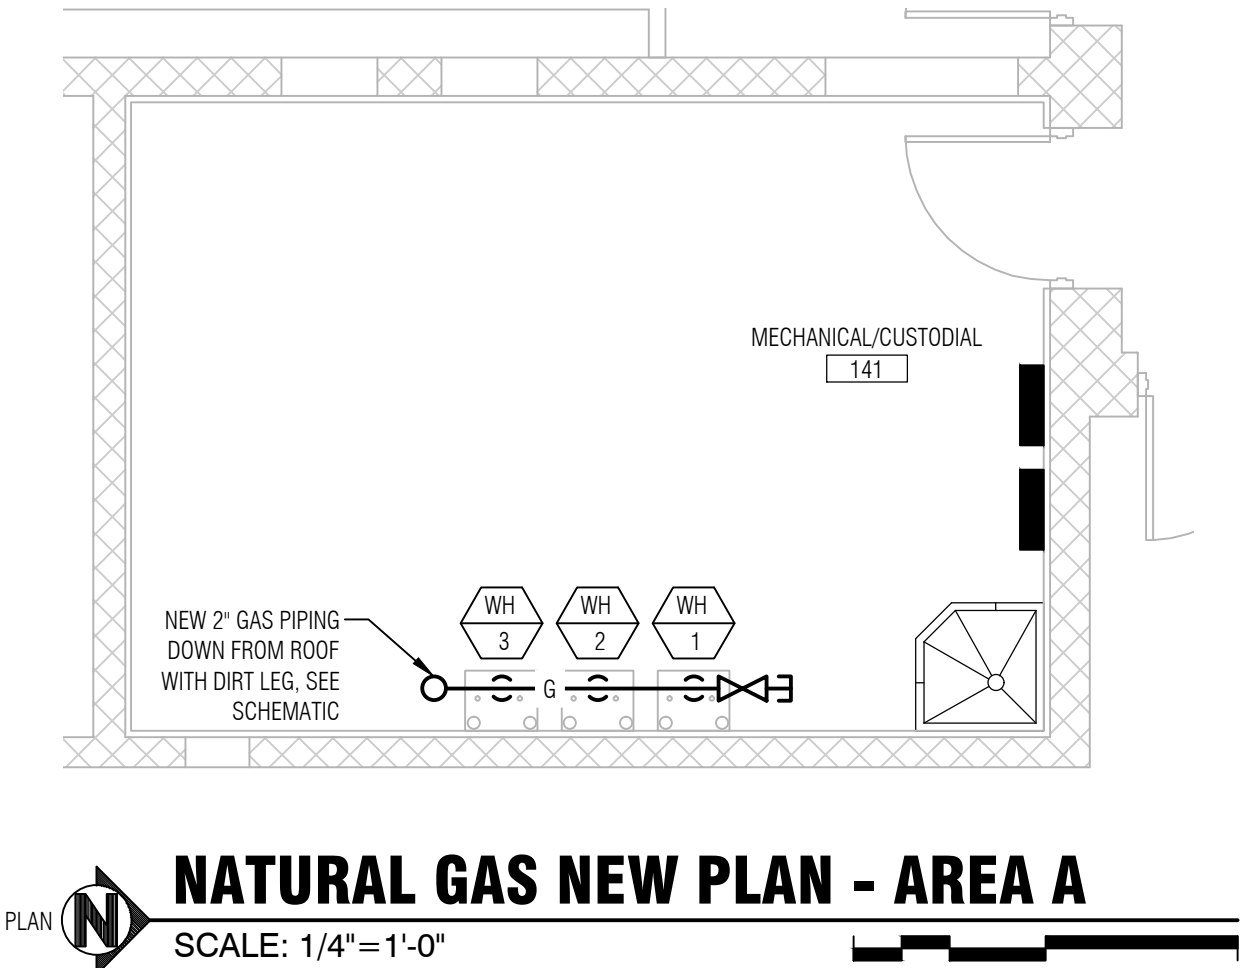 MECHANICAL/CUSTODIAL
141
WH
3
WH
2
WH
1
NEW 2" GAS PIPING
DOWN FROM ROOF
WITH DIRT LEG, SEE
SCHEMATIC
G
PLAN
N
NATURAL GAS NEW PLAN - AREA A
SCALE: 1/4"=1'-0"